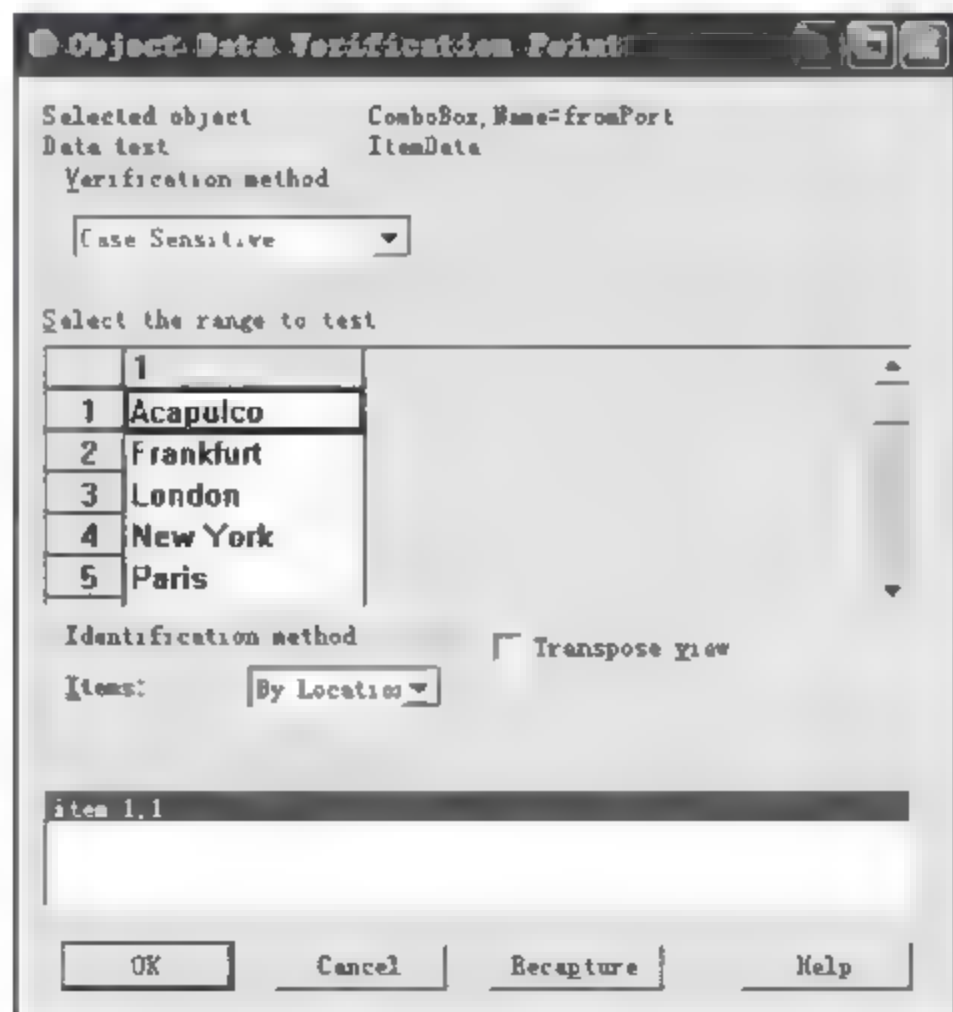 Object Data Verification Point
Selected object ComboBox, Name=fromPort
Data test ItemData
Verification method
Case Sensitive
Select the range to test
1
1 Acapulco
2 Frankfurt
3 London
4 New York
5 Paris
Identification method
Transpose view
Items: By Location
item 1,1
OK Cancel Recapture Help